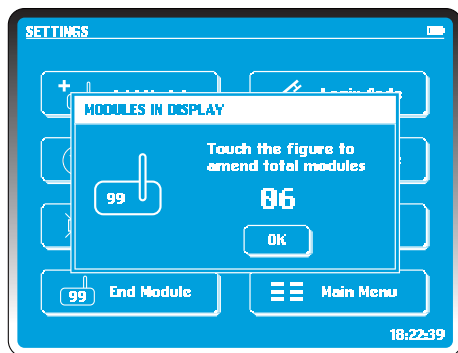 SETTINGS
MODULES IN DISPLAY
Touch the figure to
amend total modules
99
06
OK
99
End Module
Main Menu
18:22:39